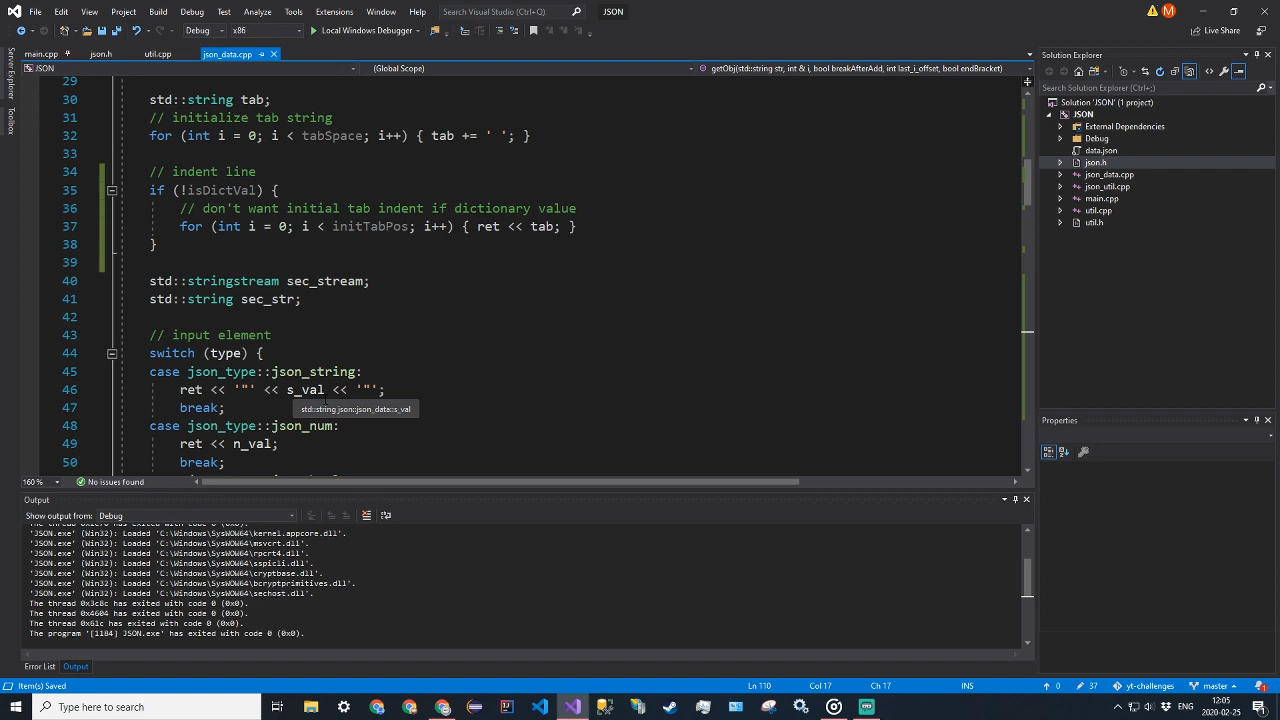 File Edit View Project Build Debug Test Analyze Tools Extensions Window Help Search Visual Studio (Ctrl+Q) JSON M
Debug x86 Local Windows Debugger Live Share
main.cpp json.h util.cpp json_data.cpp
JSON (Global Scope) getObj(std::string str, int & i, bool breakAfterAdd, int last_i_offset, bool endBracket)
Server Explorer
Toolbox
29
30 std::string tab;
31 // initialize tab string
32 for (int i = 0; i < tabSpace; i++) { tab += ' '; }
33
34 // indent line
35 if (!isDictVal) {
36 // don't want initial tab indent if dictionary value
37 for (int i = 0; i < initTabPos; i++) { ret << tab; }
38 }
39
40 std::stringstream sec_stream;
41 std::string sec_str;
42
43 // input element
44 switch (type) {
45 case json_type::json_string:
46 ret << '"' << s_val << '"';
47 break;
std::string json::json_data::s_val
48 case json_type::json_num:
49 ret << n_val;
50 break;
160 % No issues found
Output
Show output from: Debug
'JSON.exe' (Win32): Loaded 'C:\Windows\SysWOW64\kernel.appcore.dll'.
'JSON.exe' (Win32): Loaded 'C:\Windows\SysWOW64\msvcrt.dll'.
'JSON.exe' (Win32): Loaded 'C:\Windows\SysWOW64\rpcrt4.dll'.
'JSON.exe' (Win32): Loaded 'C:\Windows\SysWOW64\sspicli.dll'.
'JSON.exe' (Win32): Loaded 'C:\Windows\SysWOW64\cryptbase.dll'.
'JSON.exe' (Win32): Loaded 'C:\Windows\SysWOW64\bcryptprimitives.dll'.
'JSON.exe' (Win32): Loaded 'C:\Windows\SysWOW64\sechost.dll'.
The thread 0x3c8c has exited with code 0 (0x0).
The thread 0x4604 has exited with code 0 (0x0).
The thread 0x61c has exited with code 0 (0x0).
The program '[1184] JSON.exe' has exited with code 0 (0x0).
Error List Output
Solution Explorer
Search Solution Explorer (Ctrl+;)
Solution 'JSON' (1 project)
JSON
External Dependencies
Debug
data.json
json.h
json_data.cpp
json_util.cpp
main.cpp
util.cpp
util.h
Properties
Item(s) Saved Ln 110 Col 17 Ch 17 INS 0 37 yt-challenges master 1
Type here to search ENG 12:05
2020-02-25